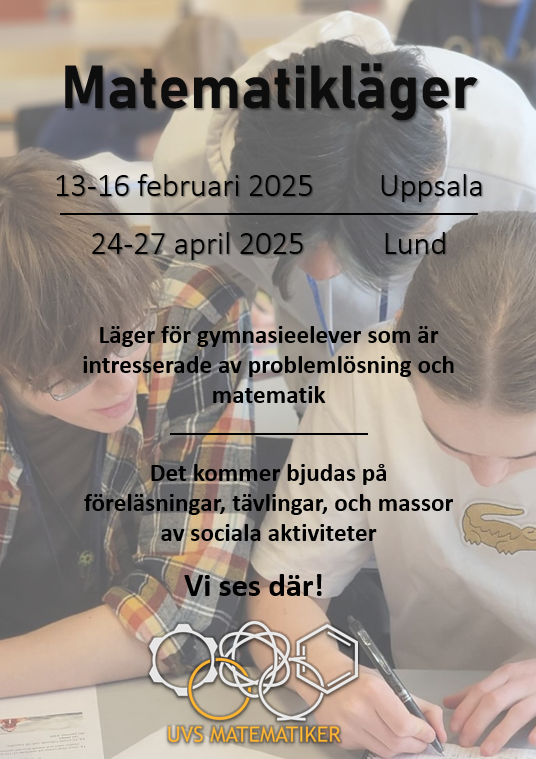 Matematikläger
13-16 februari 2025 Uppsala
24-27 april 2025 Lund
Läger för gymnasieelever som är
intresserade av problemlösning och
matematik
Det kommer bjudas på
föreläsningar, tävlingar, och massor
av sociala aktiviteter
Vi ses där!
UVS MATEMATIKER